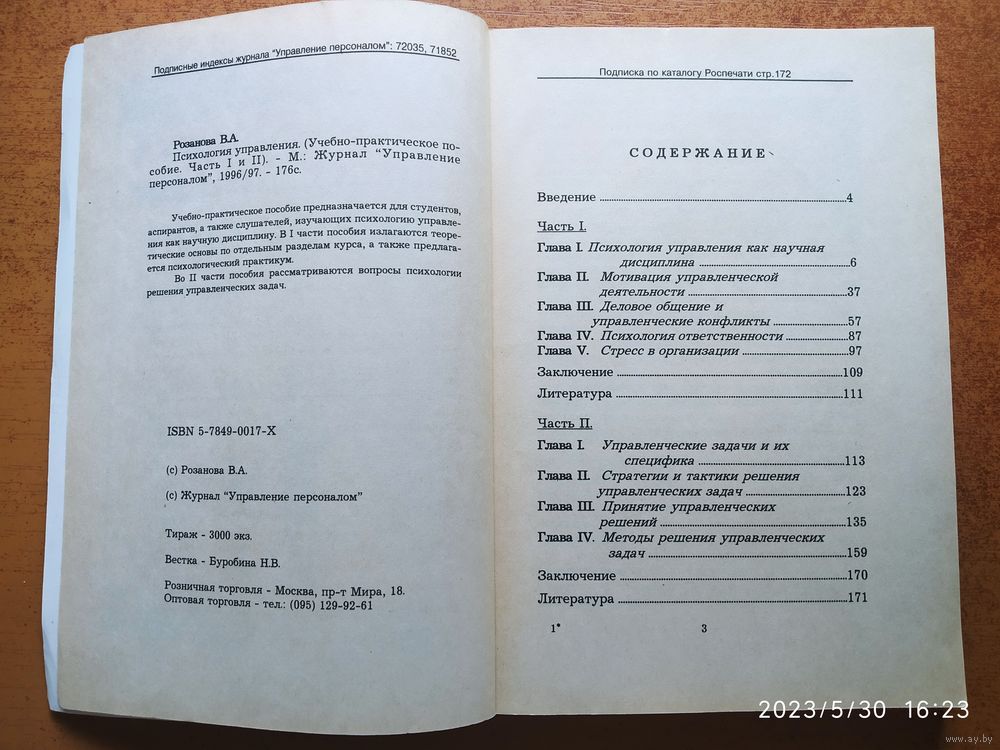 Подписные индексы журнала "Управление персоналом": 72035, 71852
Розанова В.А.
Психология управления. (Учебно-практическое по-
собие. Часть I и II). - М.: Журнал "Управление
персоналом", 1996/97. - 176с.
Учебно-практическое пособие предназначается для студентов,
аспирантов, а также слушателей, изучающих психологию управле-
ния как научную дисциплину. В I части пособия излагаются теоре-
тические основы по отдельным разделам курса, а также предлага-
ется психологический практикум.
Во II части пособия рассматриваются вопросы психологии
решения управленческих задач.
ISBN 5-7849-0017-X
(с) Розанова В.А.
(с) Журнал "Управление персоналом"
Тираж - 3000 экз.
Вестка - Буробина Н.В.
Розничная торговля - Москва, пр-т Мира, 18.
Оптовая торговля - тел.: (095) 129-92-61
Подписка по каталогу Роспечати стр.172
СОДЕРЖАНИЕ
Введение ........ 4
Часть I.
Глава I. Психология управления как научная
дисциплина ........ 6
Глава II. Мотивация управленческой
деятельности ........ 37
Глава III. Деловое общение и
управленческие конфликты ........ 57
Глава IV. Психология ответственности ........ 87
Глава V. Стресс в организации ........ 97
Заключение ........ 109
Литература ........ 111
Часть II.
Глава I. Управленческие задачи и их
специфика ........ 113
Глава II. Стратегии и тактики решения
управленческих задач ........ 123
Глава III. Принятие управленческих
решений ........ 135
Глава IV. Методы решения управленческих
задач ........ 159
Заключение ........ 170
Литература ........ 171
1* 3
2023/5/30 16:23
www.ay.by